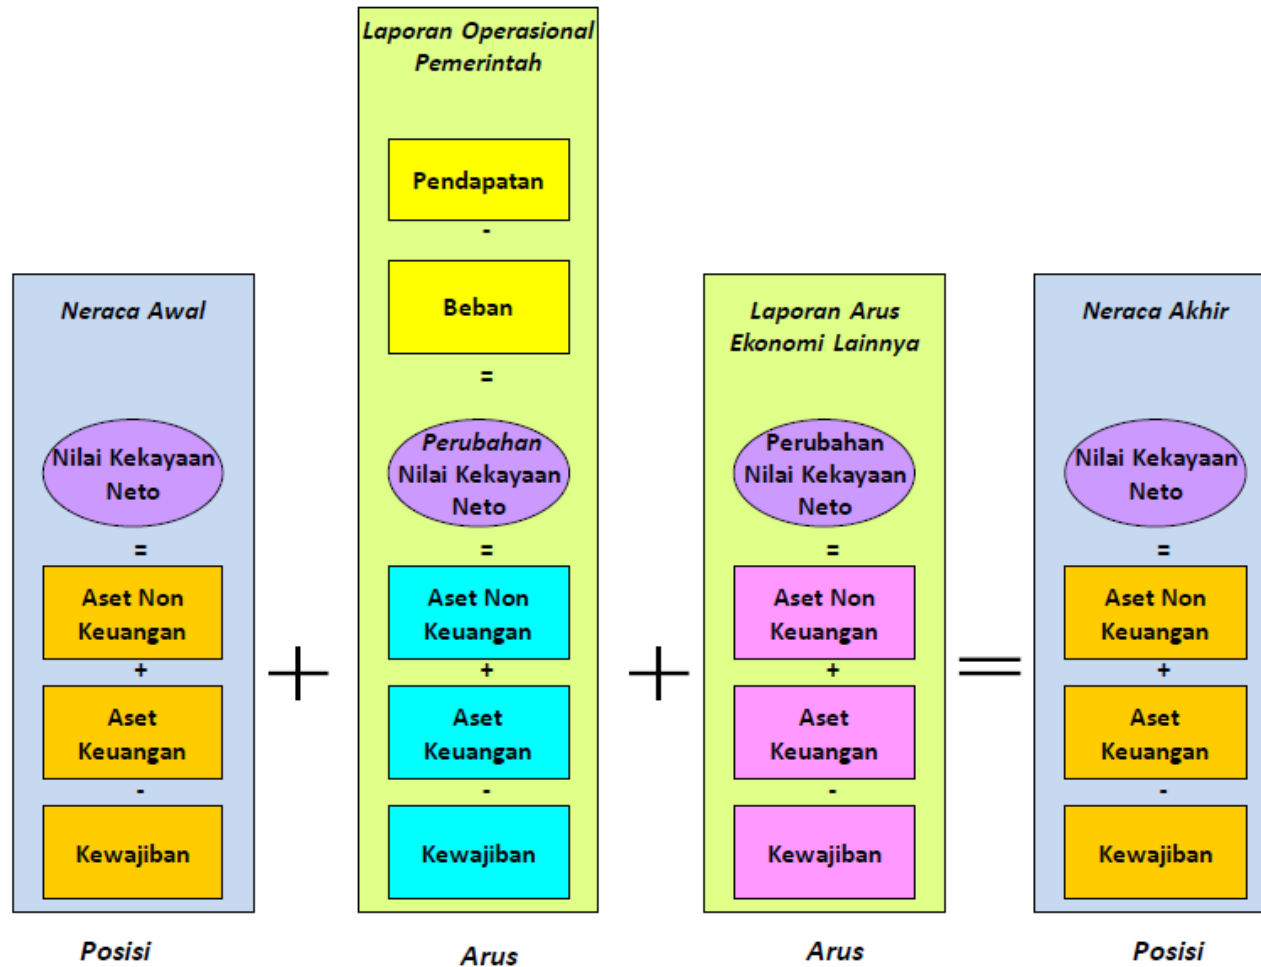 Neraca Awal
Nilai Kekayaan
Neto
=
Aset Non
Keuangan
+
Aset
Keuangan
-
Kewajiban
Posisi
+
Laporan Operasional
Pemerintah
Pendapatan
-
Beban
=
Perubahan
Nilai Kekayaan
Neto
=
Aset Non
Keuangan
+
Aset
Keuangan
-
Kewajiban
Arus
+
Laporan Arus
Ekonomi Lainnya
Perubahan
Nilai Kekayaan
Neto
=
Aset Non
Keuangan
+
Aset
Keuangan
-
Kewajiban
Arus
=
Neraca Akhir
Nilai Kekayaan
Neto
=
Aset Non
Keuangan
+
Aset
Keuangan
-
Kewajiban
Posisi